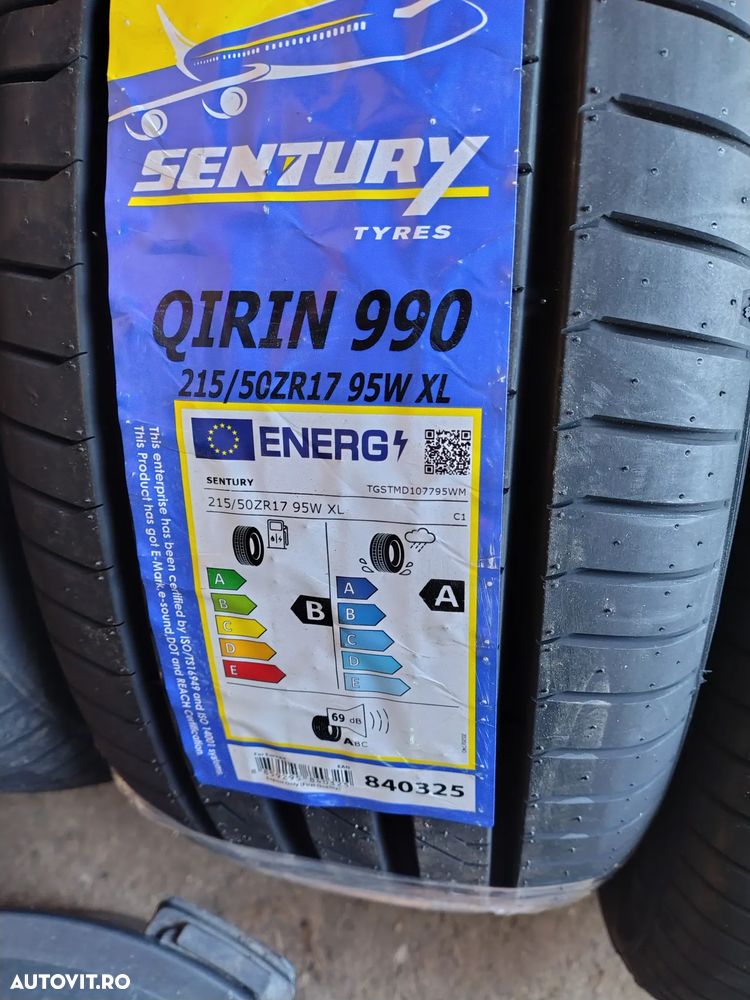 SENTURY
TYRES
QIRIN 990
215/50ZR17 95W XL
ENERG
SENTURY
TGSTMD107795WM
215/50ZR17 95W XL
C1
A
B
C
D
E
B
A
B
C
D
E
A
69 dB
ABC
EAN
840325
This enterprise has been certified by ISO/TS16949 and ISO 14001 systems.
This Product has got E-Mark,e-sound,DOT and REACH Certification.
AUTOVIT.RO